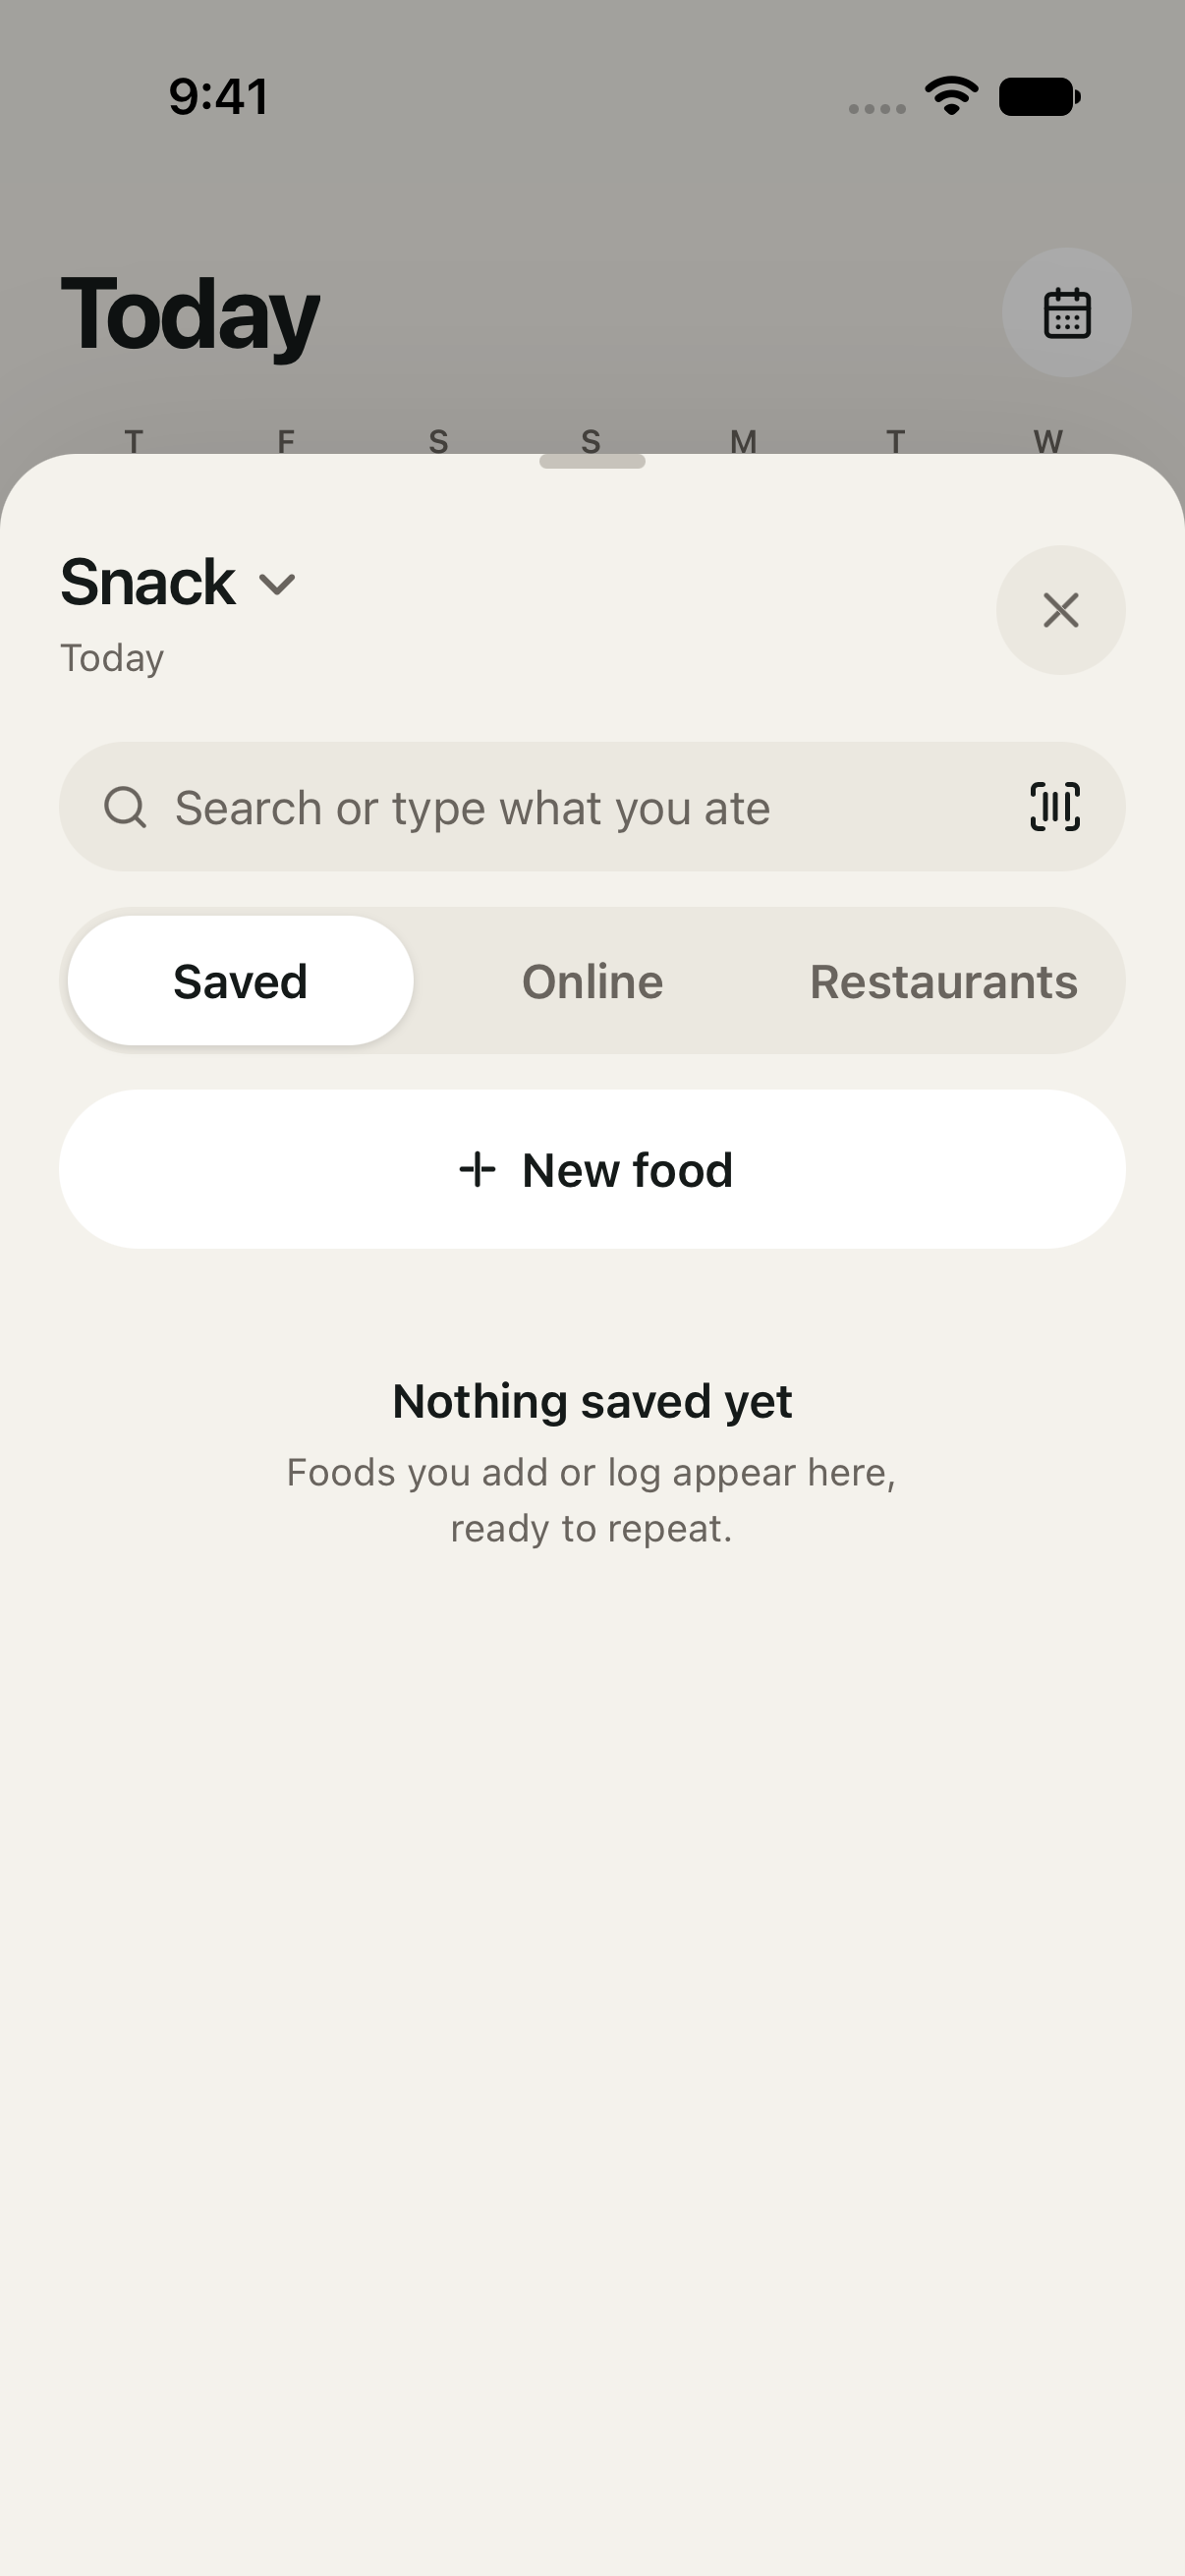 9:41
Today
T F S S M T W
Snack
Today
Search or type what you ate
Saved Online Restaurants
New food
Nothing saved yet
Foods you add or log appear here,
ready to repeat.